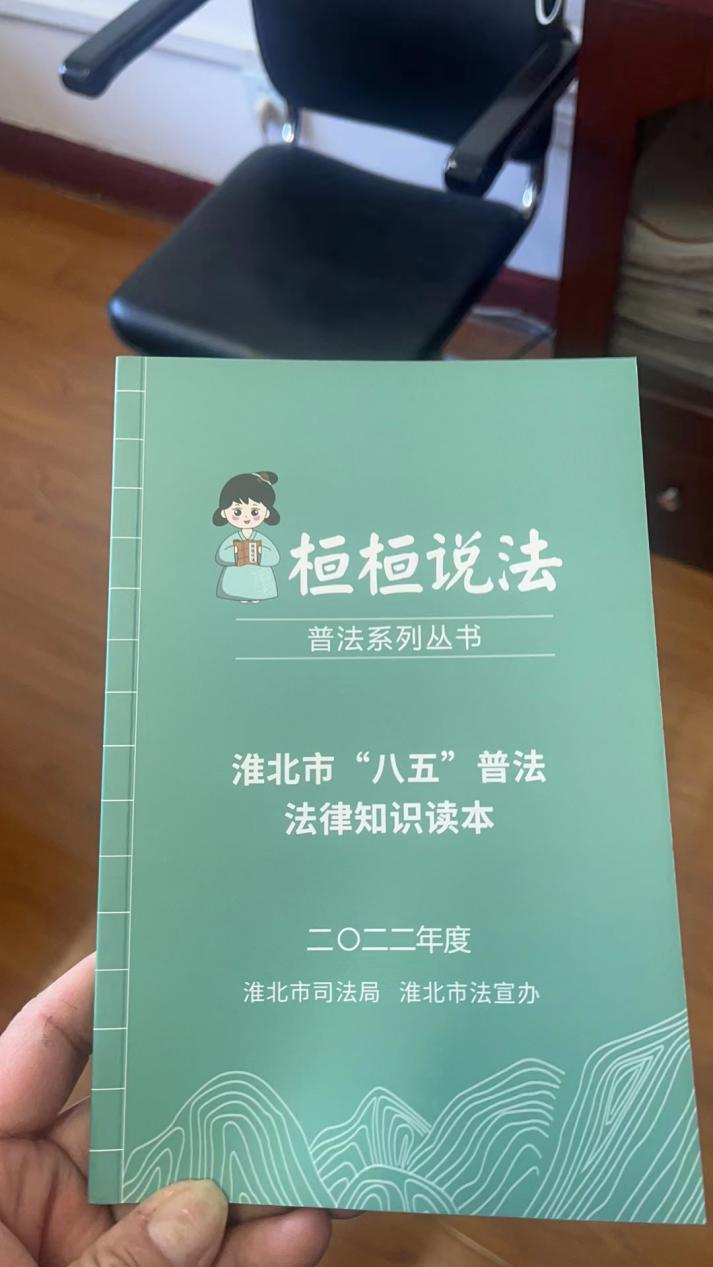 桓桓说法
普法系列丛书
淮北市“八五”普法
法律知识读本
二〇二二年度
淮北市司法局 淮北市法宣办